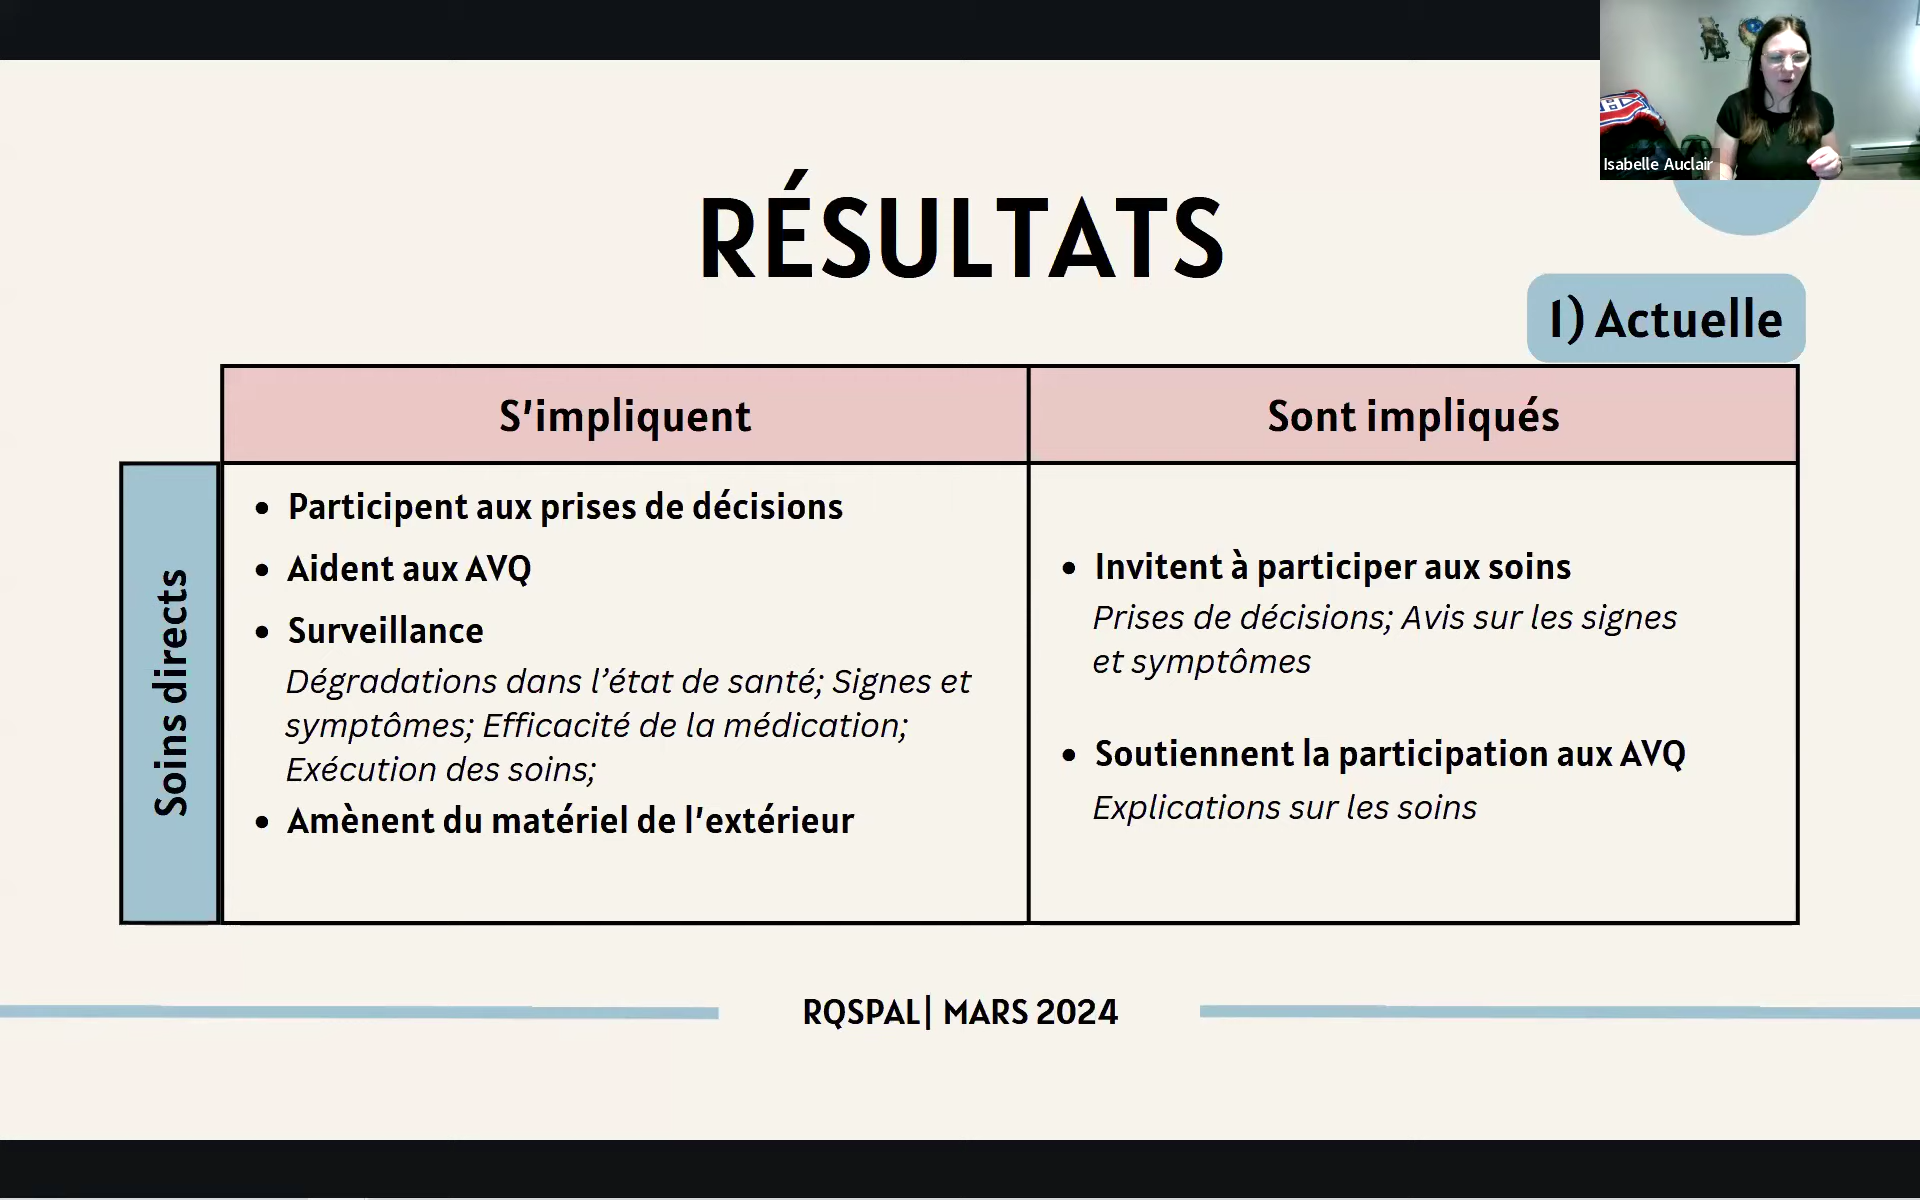 Isabelle Auclair
RÉSULTATS
1) Actuelle
S'impliquent
Sont impliqués
Soins directs
• Participent aux prises de décisions
• Aident aux AVQ
• Surveillance
Dégradations dans l'état de santé; Signes et
symptômes; Efficacité de la médication;
Exécution des soins;
• Amènent du matériel de l'extérieur
• Invitent à participer aux soins
Prises de décisions; Avis sur les signes
et symptômes
• Soutiennent la participation aux AVQ
Explications sur les soins
RQSPAL| MARS 2024